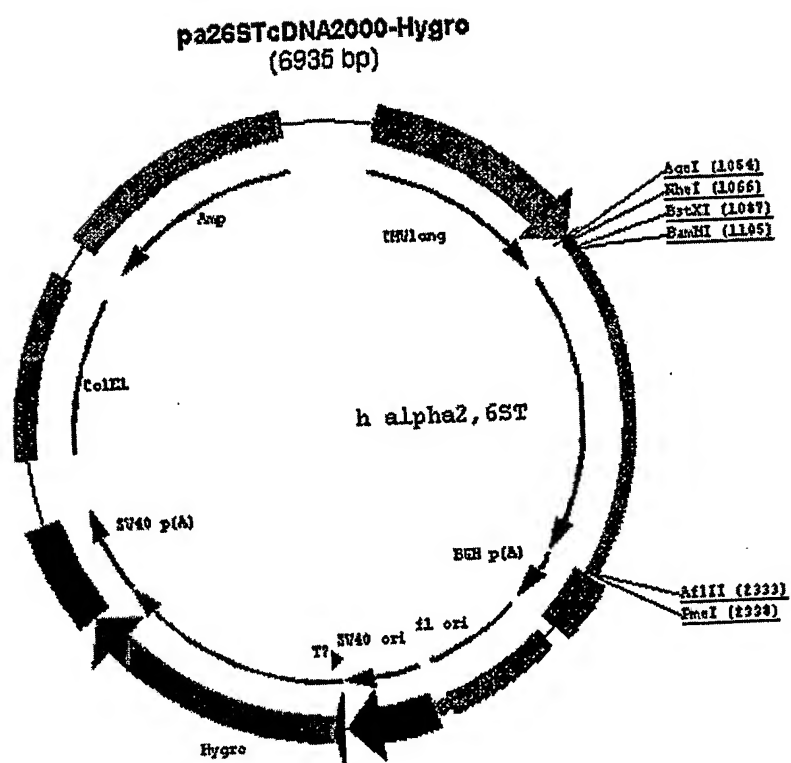 pa26STcDNA2000-Hygro
(6935 bp)
AgeI (1054)
NheI (1066)
BstXI (1087)
BamHI (1105)
Amp
CMVlong
ColE1
h alpha2,6ST
SV40 p(A)
BGH p(A)
AflII (2333)
PmeI (2338)
f1 ori
SV40 ori
T7
Hygro